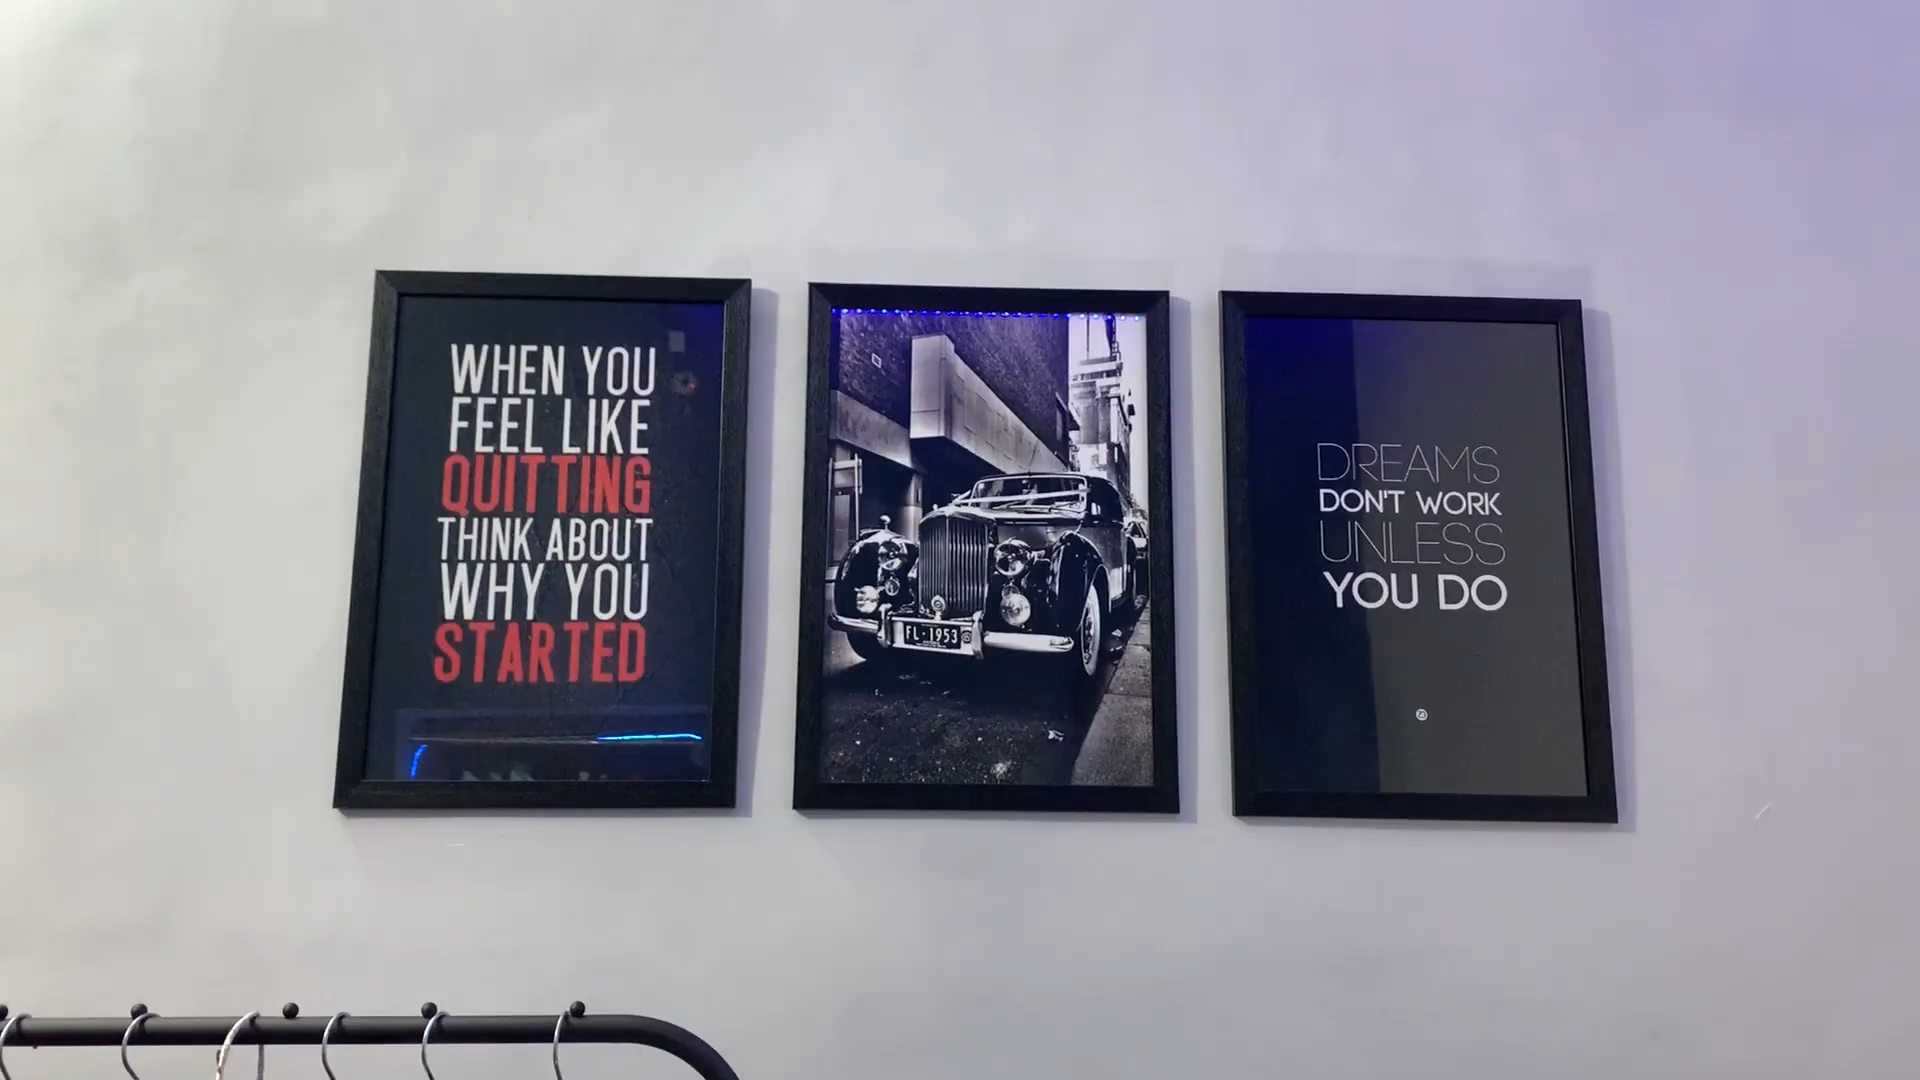 WHEN YOU
FEEL LIKE
QUITTING
THINK ABOUT
WHY YOU
STARTED
FL-1953
DREAMS
DON'T WORK
UNLESS
YOU DO